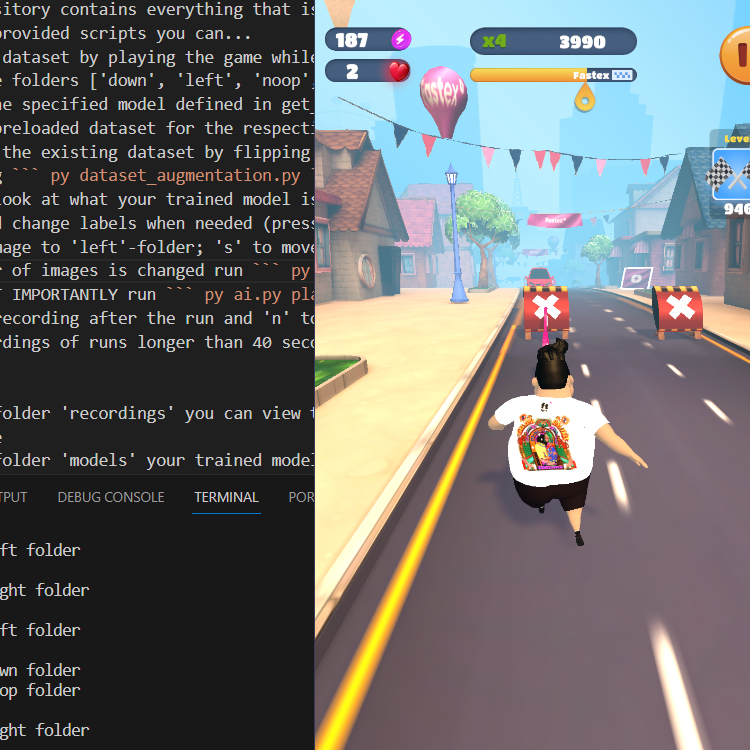 sitory contains everything that is
provided scripts you can...
dataset by playing the game while
e folders ['down', 'left', 'noop',
he specified model defined in get_
preloaded dataset for the respecti
the existing dataset by flipping
g ``` py dataset_augmentation.py `
look at what your trained model is
d change labels when needed (press
mage to 'left'-folder; 's' to move
r of images is changed run ``` py
T IMPORTANTLY run ``` py ai.py pla
recording after the run and 'n' to
rdings of runs longer than 40 seco
folder 'recordings' you can view t
e
folder 'models' your trained model
TPUT DEBUG CONSOLE TERMINAL POR
ft folder
ght folder
ft folder
wn folder
op folder
ght folder
187
x4 3990
2
Fastex
fastex
Level
946
Fastex